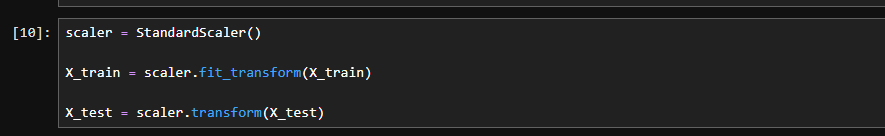 [10]: scaler = StandardScaler()
X_train = scaler.fit_transform(X_train)
X_test = scaler.transform(X_test)